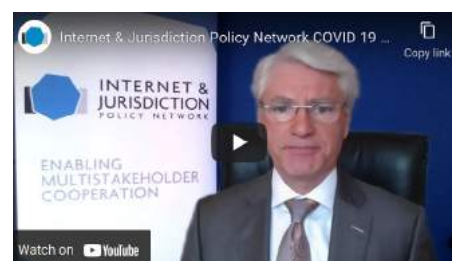 Internet & Jurisdiction Policy Network COVID 19 ...
Copy link
INTERNET &
JURISDICTION
POLICY NETWORK
ENABLING
MULTISTAKEHOLDER
COOPERATION
Watch on YouTube